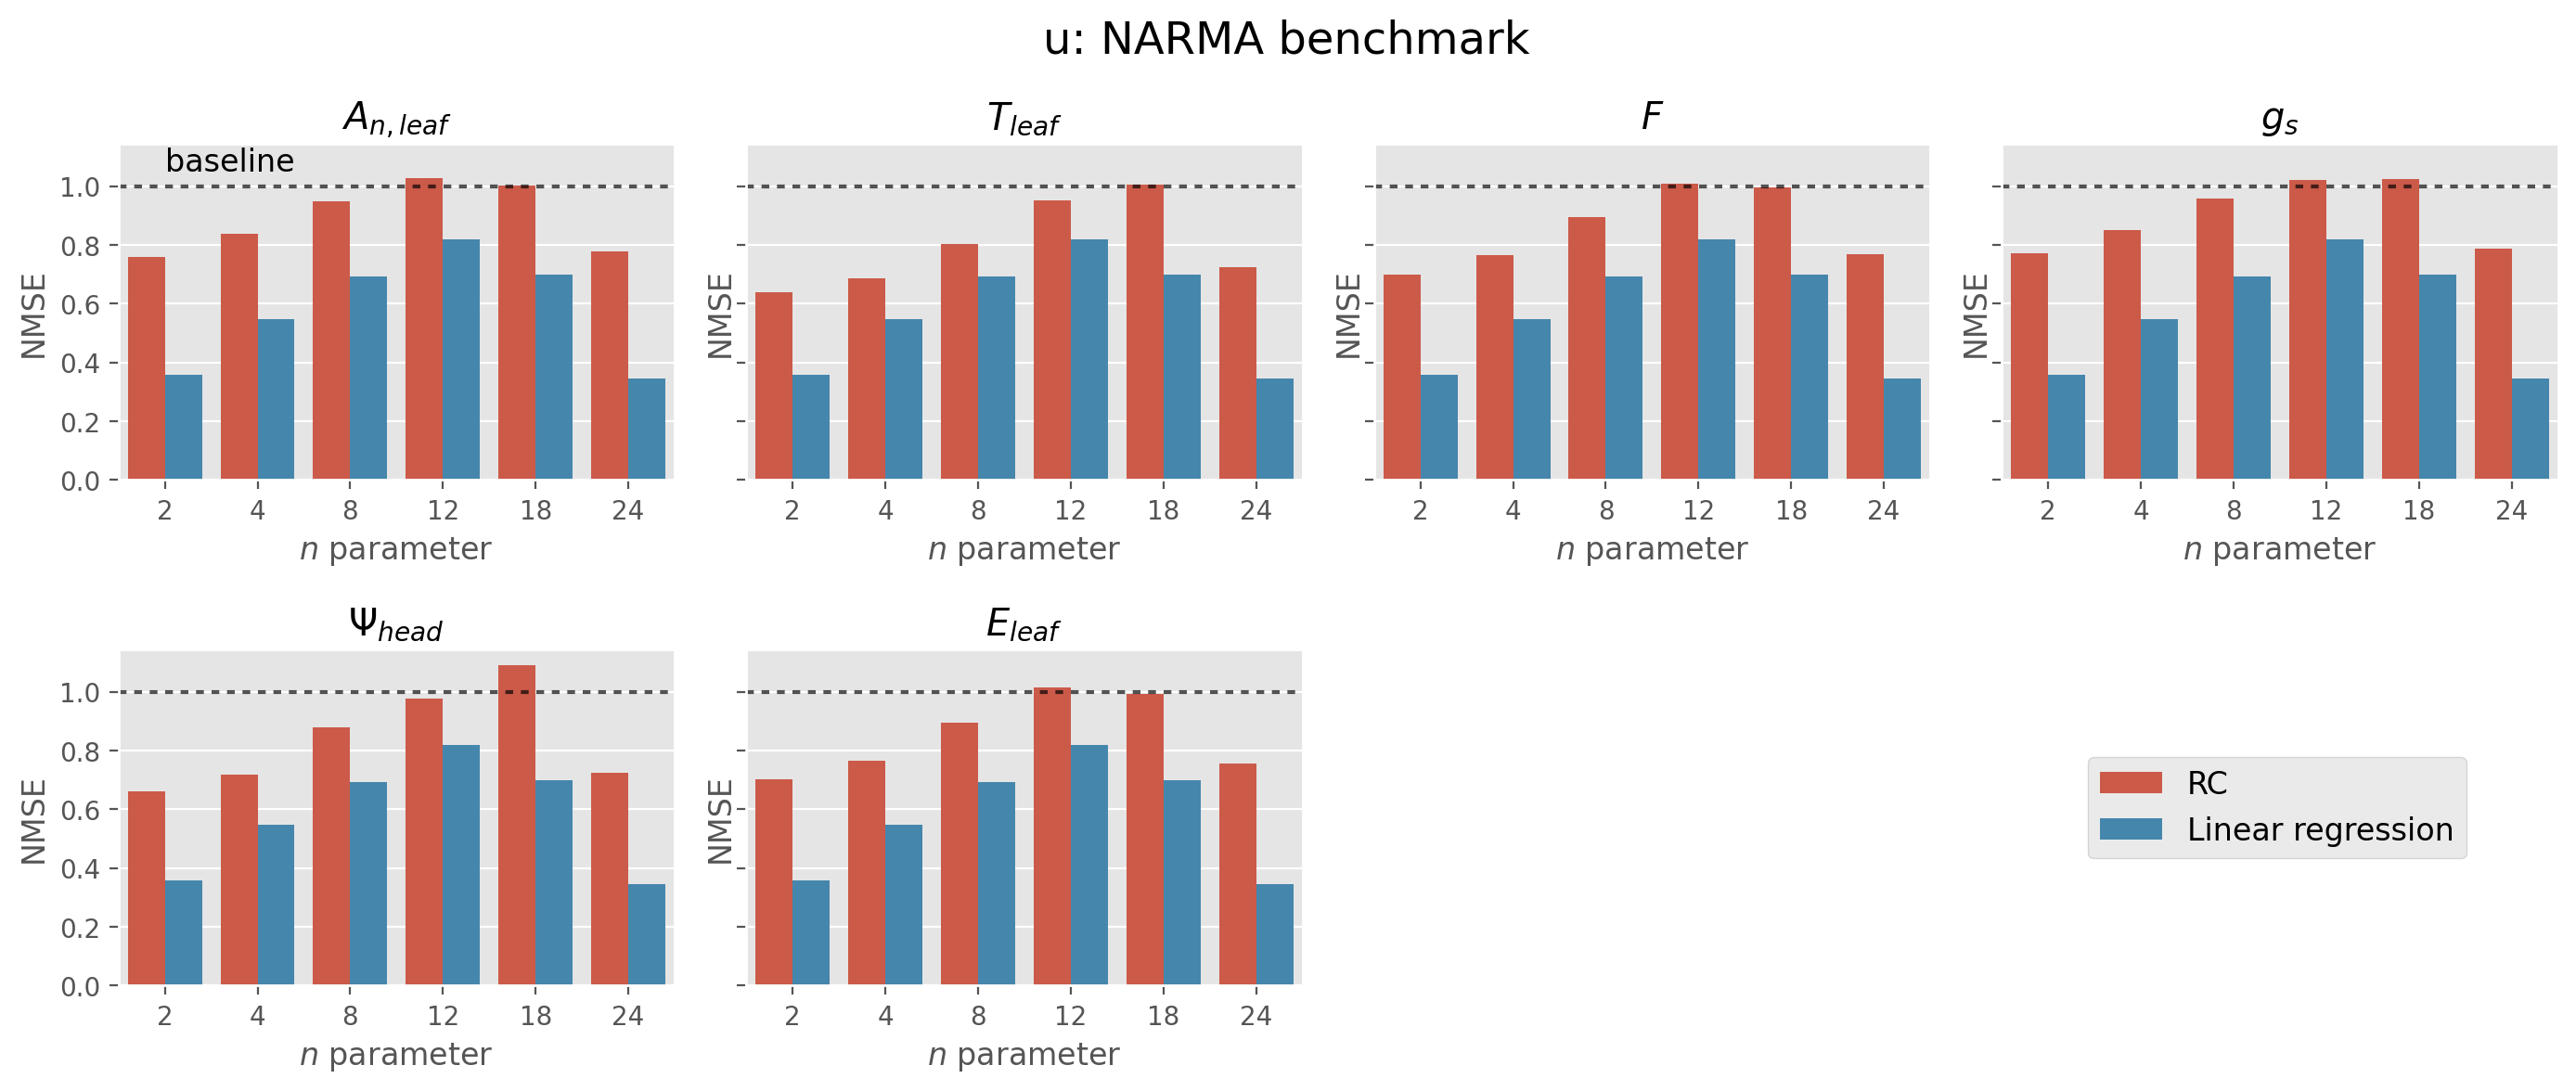 u: NARMA benchmark
A_{n, leaf}
T_{leaf}
F
g_s
baseline
NMSE
1.0
0.8
0.6
0.4
0.2
0.0
NMSE
NMSE
NMSE
2 4 8 12 18 24
2 4 8 12 18 24
2 4 8 12 18 24
2 4 8 12 18 24
n parameter
n parameter
n parameter
n parameter
Ψ_{head}
E_{leaf}
NMSE
1.0
0.8
0.6
0.4
0.2
0.0
NMSE
2 4 8 12 18 24
2 4 8 12 18 24
n parameter
n parameter
RC
Linear regression